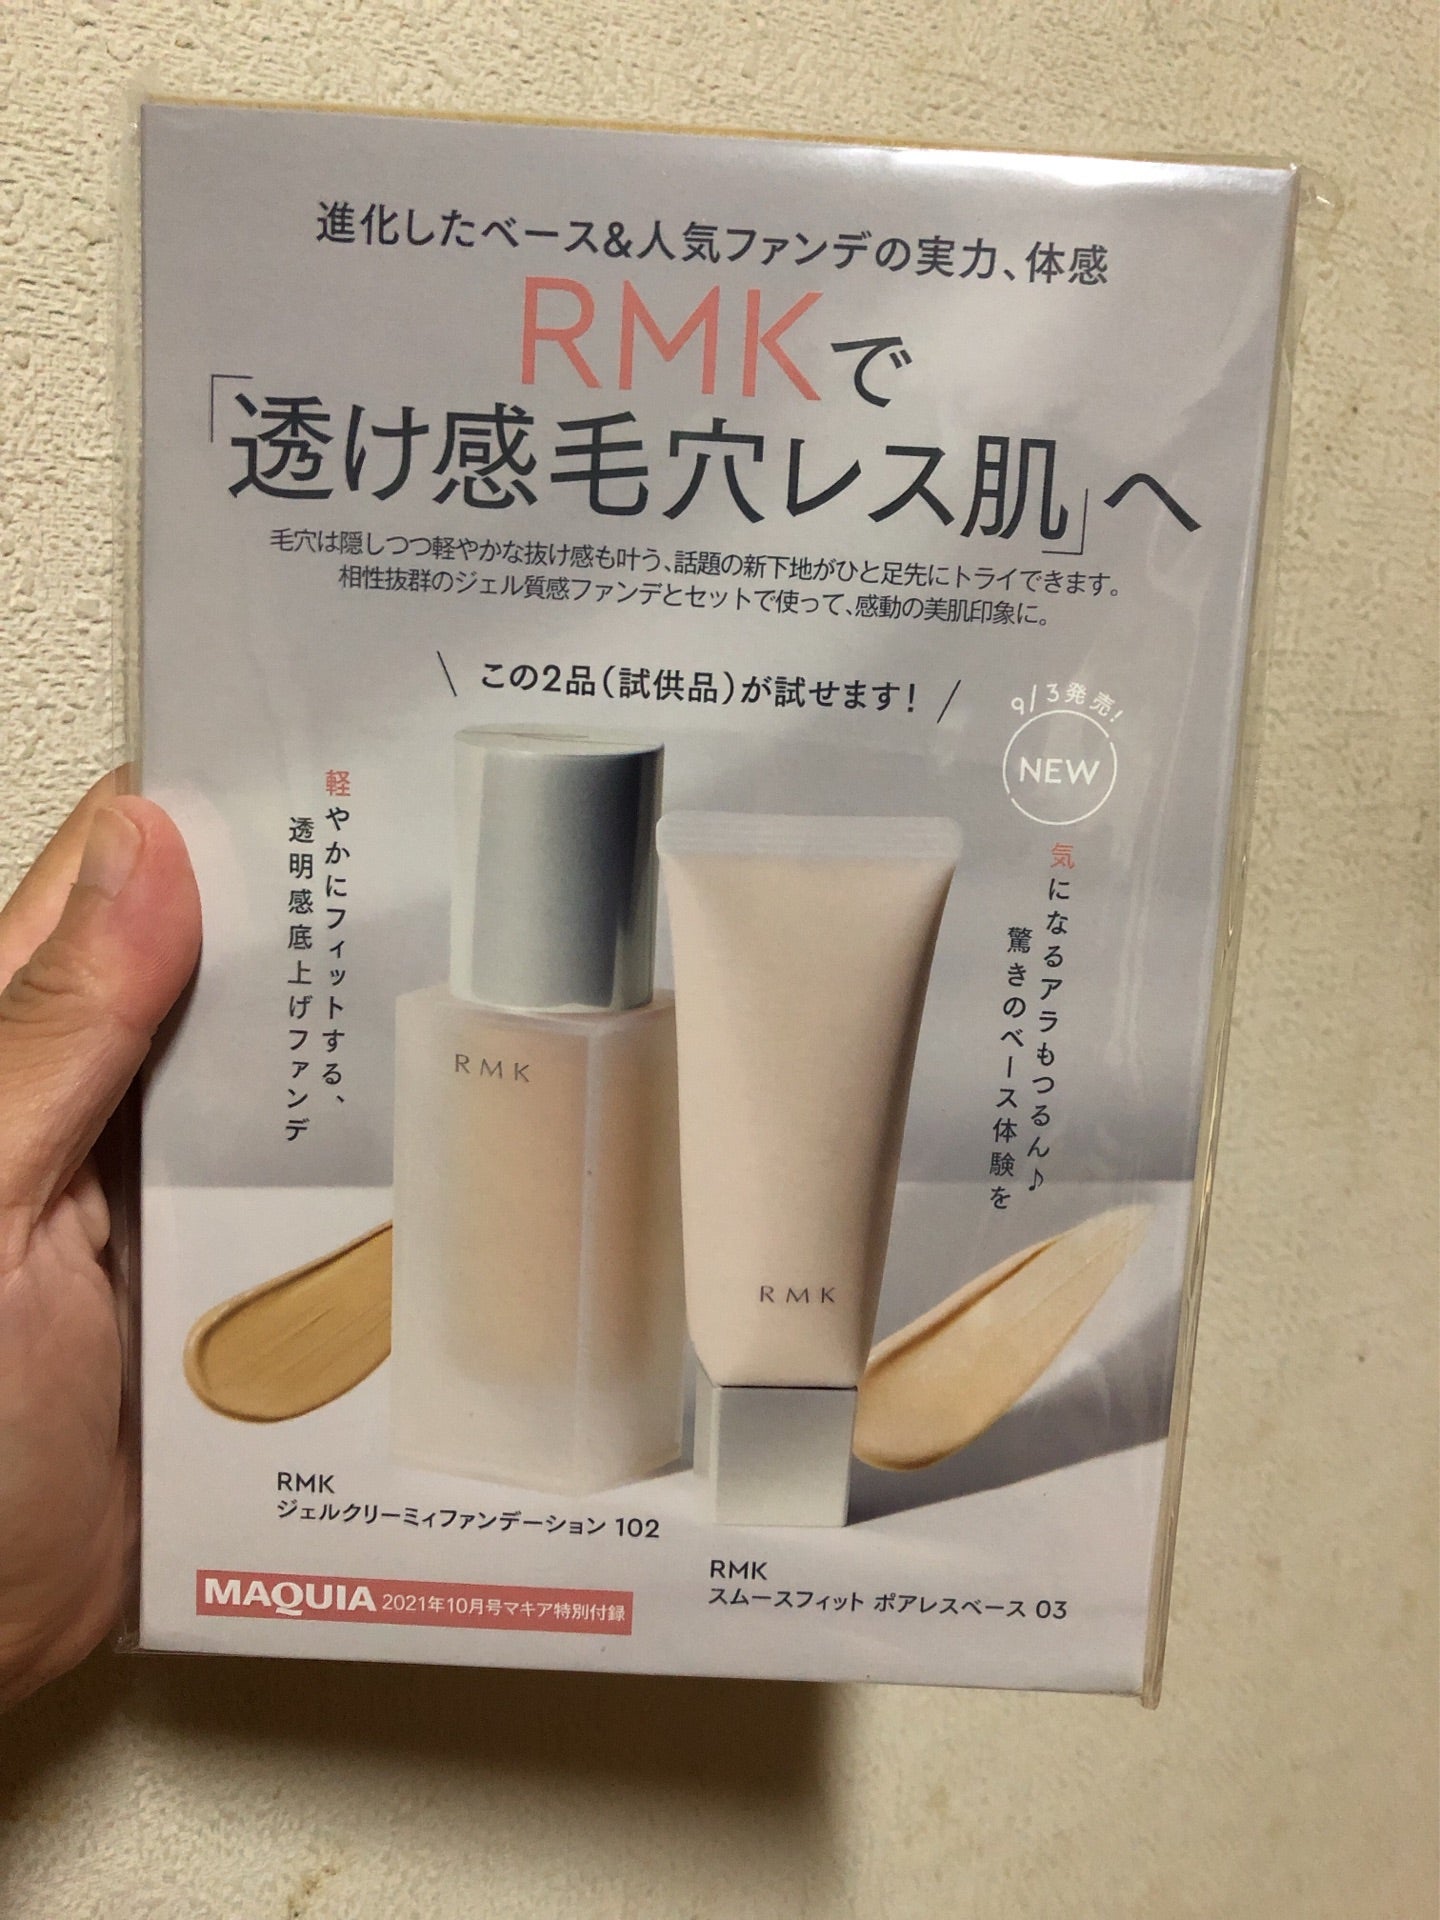 進化したベース&人気ファンデの実力、体感
RMKで
「透け感毛穴レス肌」へ
毛穴は隠しつつ軽やかな抜け感も叶う、話題の新下地がひと足先にトライできます。
相性抜群のジェル質感ファンデとセットで使って、感動の美肌印象に。
この2品(試供品)が試せます!
9/3発売!
NEW
軽やかにフィットする、
透明感底上げファンデ
気になるアラもつるん♪
驚きのベース体験を
RMK
RMK
RMK
ジェルクリーミィファンデーション 102
RMK
スムースフィット ポアレスベース 03
MAQUIA 2021年10月号マキア特別付録